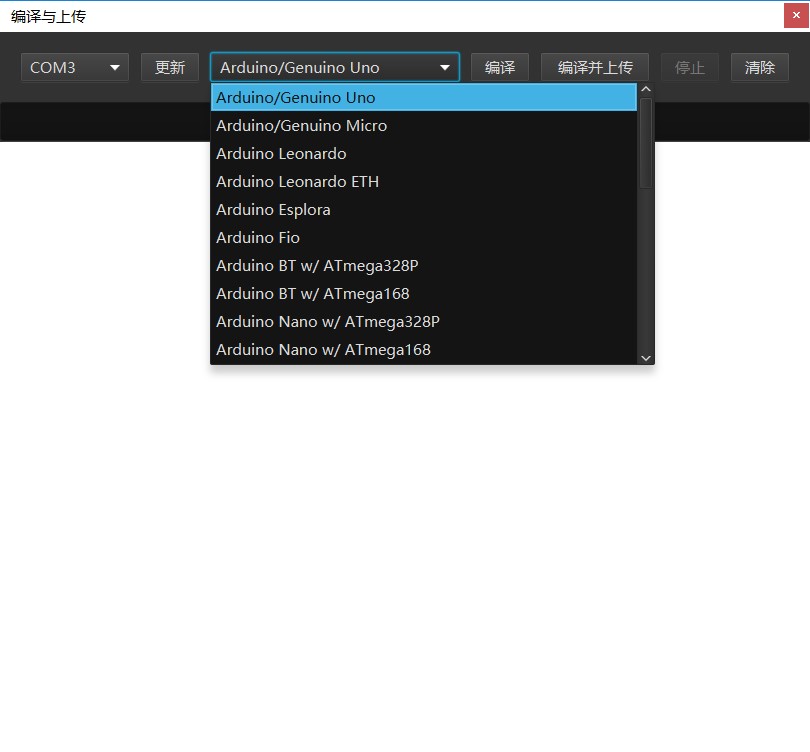 编译与上传
COM3 更新 Arduino/Genuino Uno 编译 编译并上传 停止 清除
Arduino/Genuino Uno
Arduino/Genuino Micro
Arduino Leonardo
Arduino Leonardo ETH
Arduino Esplora
Arduino Fio
Arduino BT w/ ATmega328P
Arduino BT w/ ATmega168
Arduino Nano w/ ATmega328P
Arduino Nano w/ ATmega168